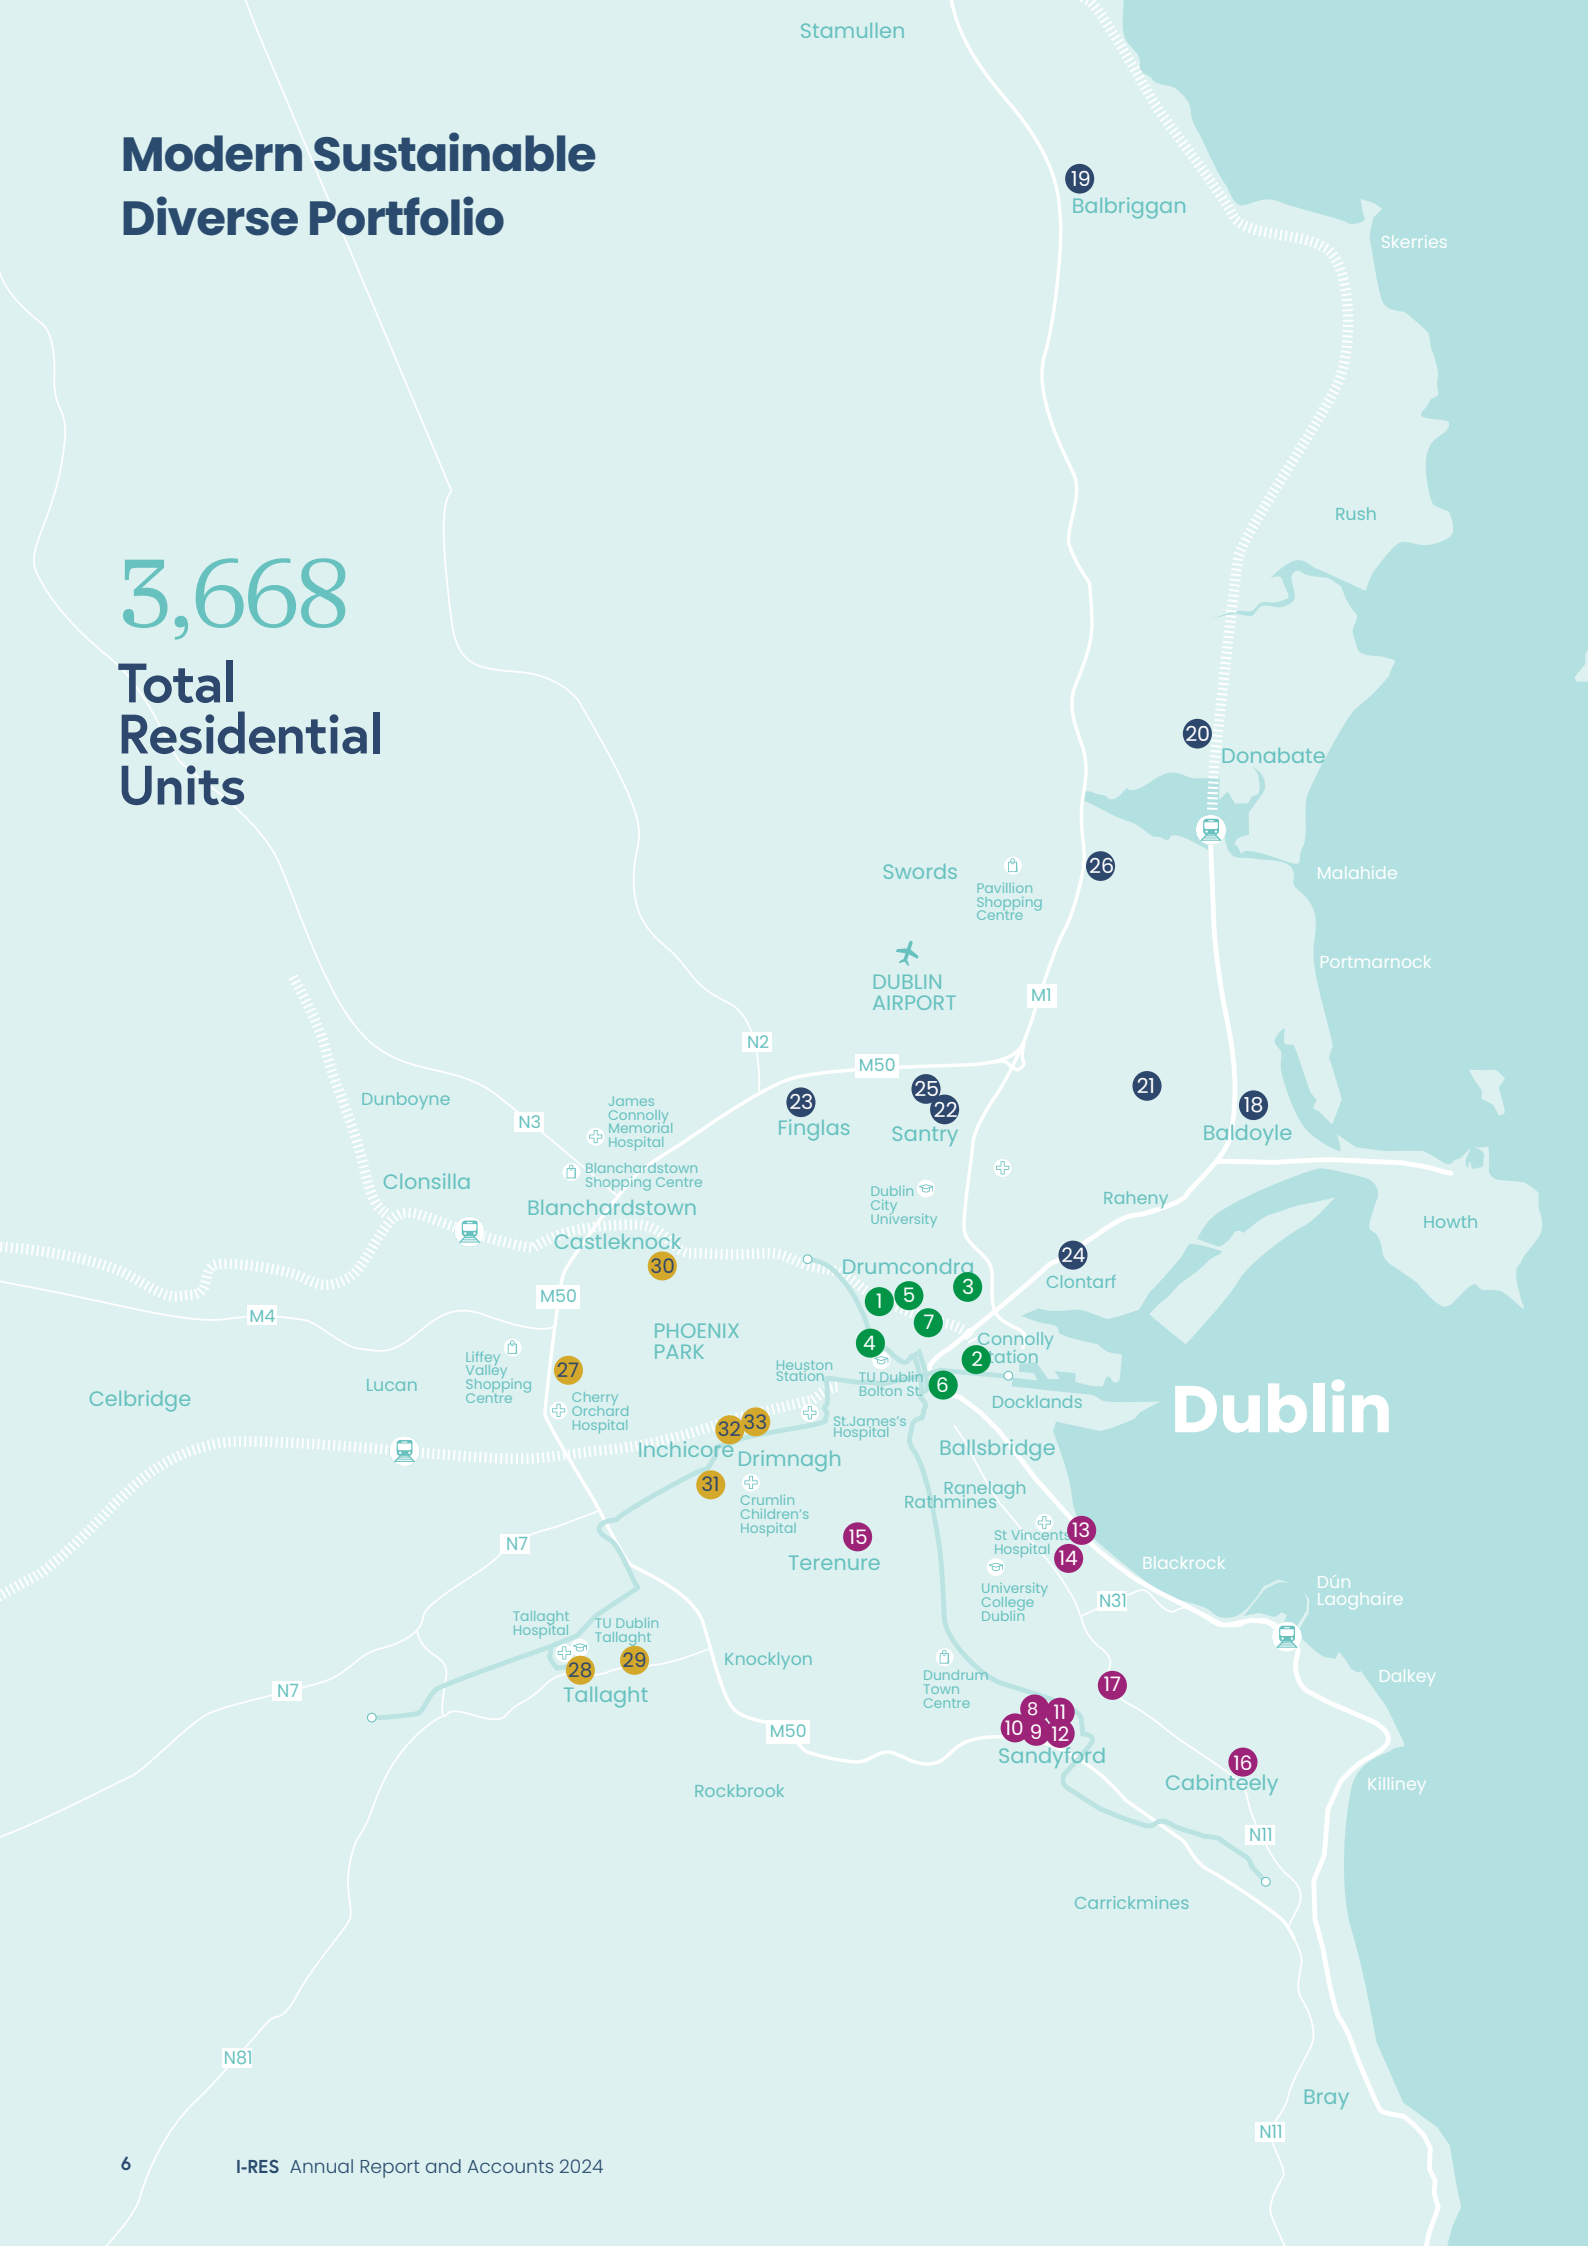 Stamullen
Modern Sustainable
Diverse Portfolio
19
Balbriggan
Skerries
Rush
3,668
Total
Residential
Units
20
Donabate
26
Swords
Pavillion
Shopping
Centre
Malahide
Portmarnock
DUBLIN
AIRPORT
M1
N2
M50
25
22
Santry
21
18
Baldoyle
23
Finglas
Dunboyne
N3
James
Connolly
Memorial
Hospital
Blanchardstown
Shopping Centre
Clonsilla
Blanchardstown
Castleknock
30
Dublin
City
University
Raheny
Howth
24
Clontarf
Drumcondra
1
5
3
7
4
Connolly
Station
2
6
TU Dublin
Bolton St.
Docklands
M50
M4
PHOENIX
PARK
Heuston
Station
Liffey
Valley
Shopping
Centre
27
Cherry
Orchard
Hospital
Lucan
Celbridge
Dublin
32
33
St.James's
Hospital
Inchicore
Drimnagh
31
Crumlin
Children's
Hospital
Ballsbridge
Ranelagh
Rathmines
15
Terenure
St Vincents
Hospital
13
14
Blackrock
University
College
Dublin
N31
Dún
Laoghaire
N7
Tallaght
Hospital
TU Dublin
Tallaght
28
29
Tallaght
Knocklyon
N7
Dundrum
Town
Centre
17
Dalkey
8
11
10
9
12
Sandyford
M50
16
Cabinteely
Killiney
Rockbrook
N11
Carrickmines
N81
Bray
N11
6
I-RES Annual Report and Accounts 2024